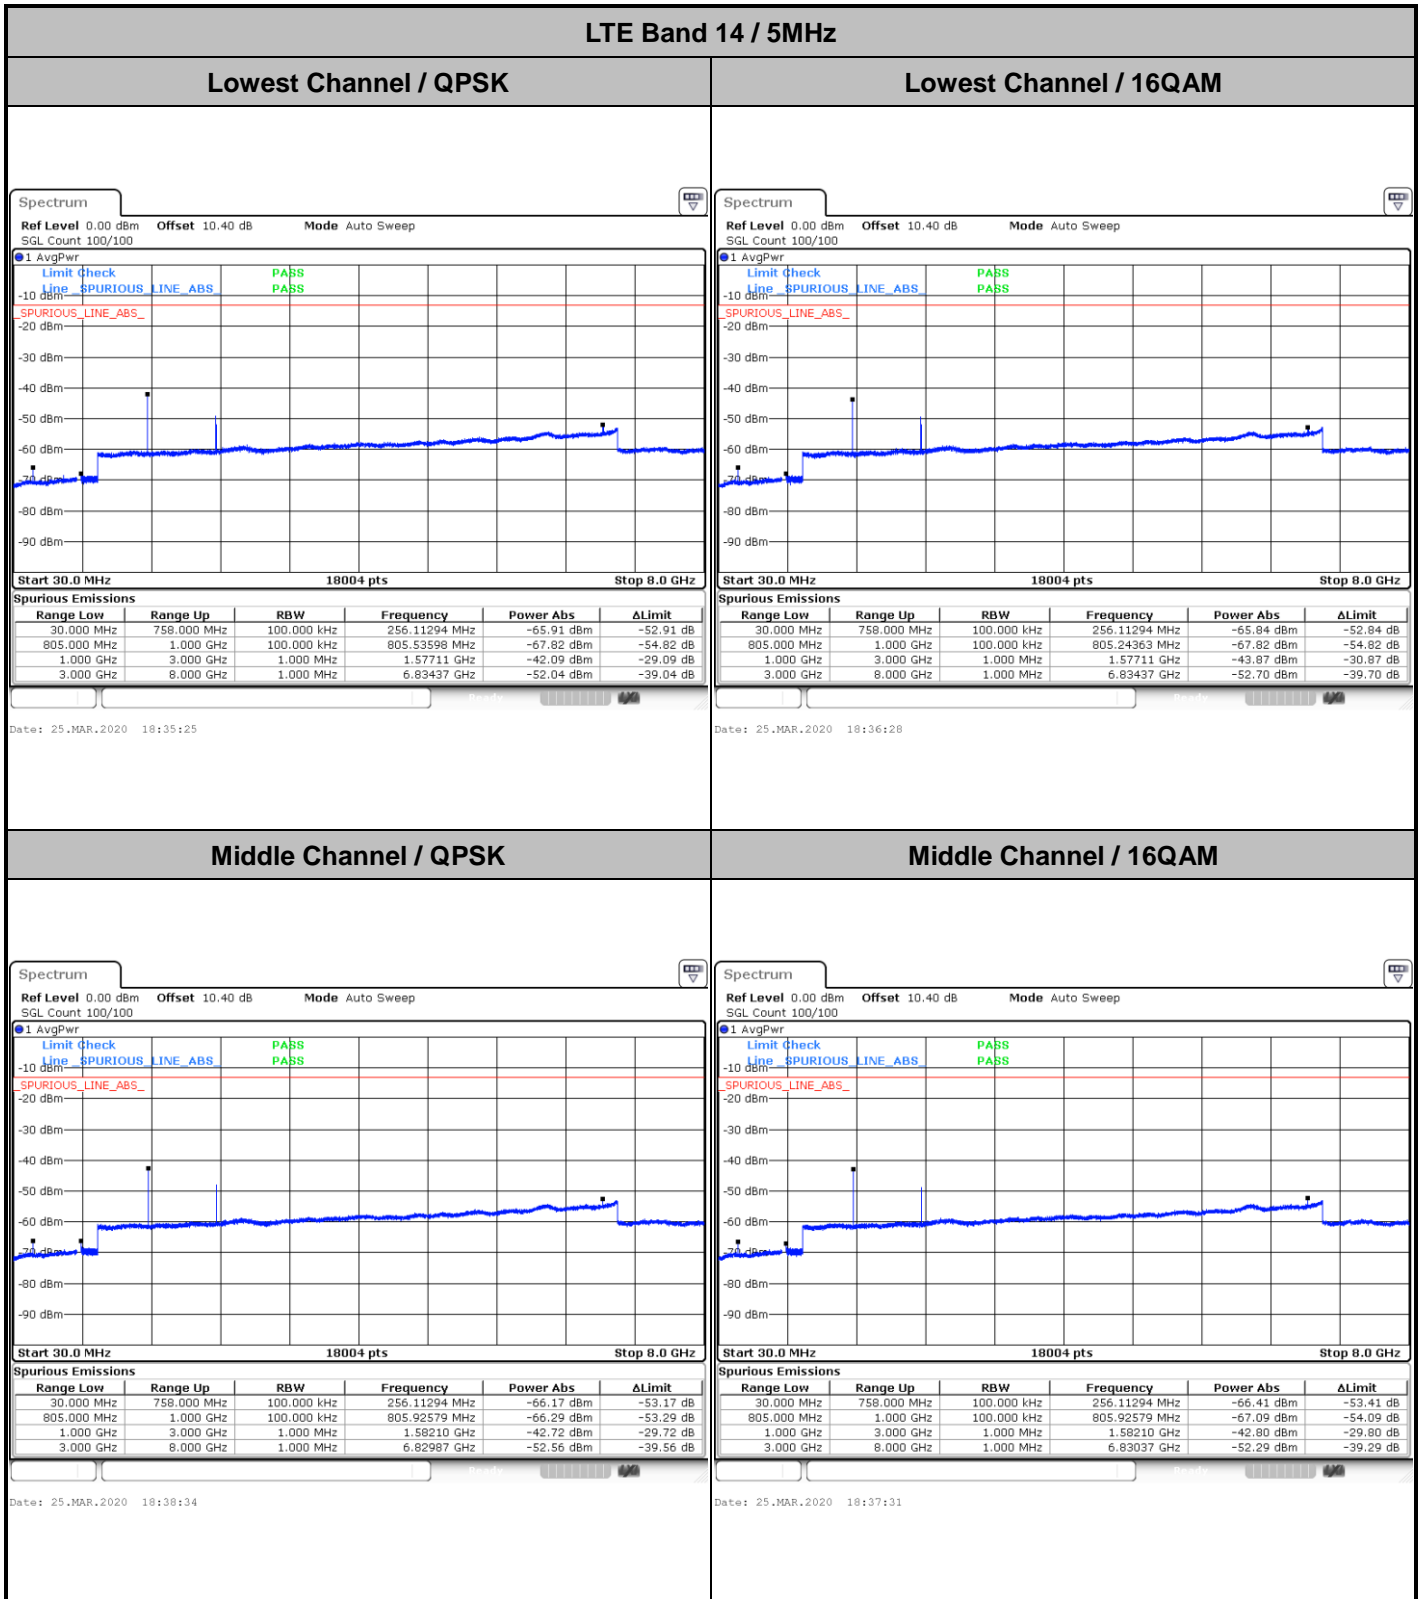 LTE Band 14 / 5MHz
Lowest Channel / QPSK
Lowest Channel / 16QAM
Spectrum
Ref Level 0.00 dBm Offset 10.40 dB Mode Auto Sweep
SGL Count 100/100
1 AvgPwr
Limit Check PASS
Line _SPURIOUS_LINE_ABS_ PASS
-10 dBm
_SPURIOUS_LINE_ABS_
-20 dBm
-30 dBm
-40 dBm
-50 dBm
-60 dBm
-70 dBm
-80 dBm
-90 dBm
Start 30.0 MHz 18004 pts Stop 8.0 GHz
Spurious Emissions
Range Low Range Up RBW Frequency Power Abs ΔLimit
30.000 MHz 758.000 MHz 100.000 kHz 256.11294 MHz -65.91 dBm -52.91 dB
805.000 MHz 1.000 GHz 100.000 kHz 805.53598 MHz -67.82 dBm -54.82 dB
1.000 GHz 3.000 GHz 1.000 MHz 1.57711 GHz -42.09 dBm -29.09 dB
3.000 GHz 8.000 GHz 1.000 MHz 6.83437 GHz -52.04 dBm -39.04 dB
Ready
Date: 25.MAR.2020 18:35:25
Spectrum
Ref Level 0.00 dBm Offset 10.40 dB Mode Auto Sweep
SGL Count 100/100
1 AvgPwr
Limit Check PASS
Line _SPURIOUS_LINE_ABS_ PASS
-10 dBm
_SPURIOUS_LINE_ABS_
-20 dBm
-30 dBm
-40 dBm
-50 dBm
-60 dBm
-70 dBm
-80 dBm
-90 dBm
Start 30.0 MHz 18004 pts Stop 8.0 GHz
Spurious Emissions
Range Low Range Up RBW Frequency Power Abs ΔLimit
30.000 MHz 758.000 MHz 100.000 kHz 256.11294 MHz -65.84 dBm -52.84 dB
805.000 MHz 1.000 GHz 100.000 kHz 805.24363 MHz -67.82 dBm -54.82 dB
1.000 GHz 3.000 GHz 1.000 MHz 1.57711 GHz -43.87 dBm -30.87 dB
3.000 GHz 8.000 GHz 1.000 MHz 6.83437 GHz -52.70 dBm -39.70 dB
Ready
Date: 25.MAR.2020 18:36:28
Middle Channel / QPSK
Middle Channel / 16QAM
Spectrum
Ref Level 0.00 dBm Offset 10.40 dB Mode Auto Sweep
SGL Count 100/100
1 AvgPwr
Limit Check PASS
Line _SPURIOUS_LINE_ABS_ PASS
-10 dBm
_SPURIOUS_LINE_ABS_
-20 dBm
-30 dBm
-40 dBm
-50 dBm
-60 dBm
-70 dBm
-80 dBm
-90 dBm
Start 30.0 MHz 18004 pts Stop 8.0 GHz
Spurious Emissions
Range Low Range Up RBW Frequency Power Abs ΔLimit
30.000 MHz 758.000 MHz 100.000 kHz 256.11294 MHz -66.17 dBm -53.17 dB
805.000 MHz 1.000 GHz 100.000 kHz 805.92579 MHz -66.29 dBm -53.29 dB
1.000 GHz 3.000 GHz 1.000 MHz 1.58210 GHz -42.72 dBm -29.72 dB
3.000 GHz 8.000 GHz 1.000 MHz 6.82987 GHz -52.56 dBm -39.56 dB
Ready
Date: 25.MAR.2020 18:38:34
Spectrum
Ref Level 0.00 dBm Offset 10.40 dB Mode Auto Sweep
SGL Count 100/100
1 AvgPwr
Limit Check PASS
Line _SPURIOUS_LINE_ABS_ PASS
-10 dBm
_SPURIOUS_LINE_ABS_
-20 dBm
-30 dBm
-40 dBm
-50 dBm
-60 dBm
-70 dBm
-80 dBm
-90 dBm
Start 30.0 MHz 18004 pts Stop 8.0 GHz
Spurious Emissions
Range Low Range Up RBW Frequency Power Abs ΔLimit
30.000 MHz 758.000 MHz 100.000 kHz 256.11294 MHz -66.41 dBm -53.41 dB
805.000 MHz 1.000 GHz 100.000 kHz 805.92579 MHz -67.09 dBm -54.09 dB
1.000 GHz 3.000 GHz 1.000 MHz 1.58210 GHz -42.80 dBm -29.80 dB
3.000 GHz 8.000 GHz 1.000 MHz 6.83037 GHz -52.29 dBm -39.29 dB
Ready
Date: 25.MAR.2020 18:37:31